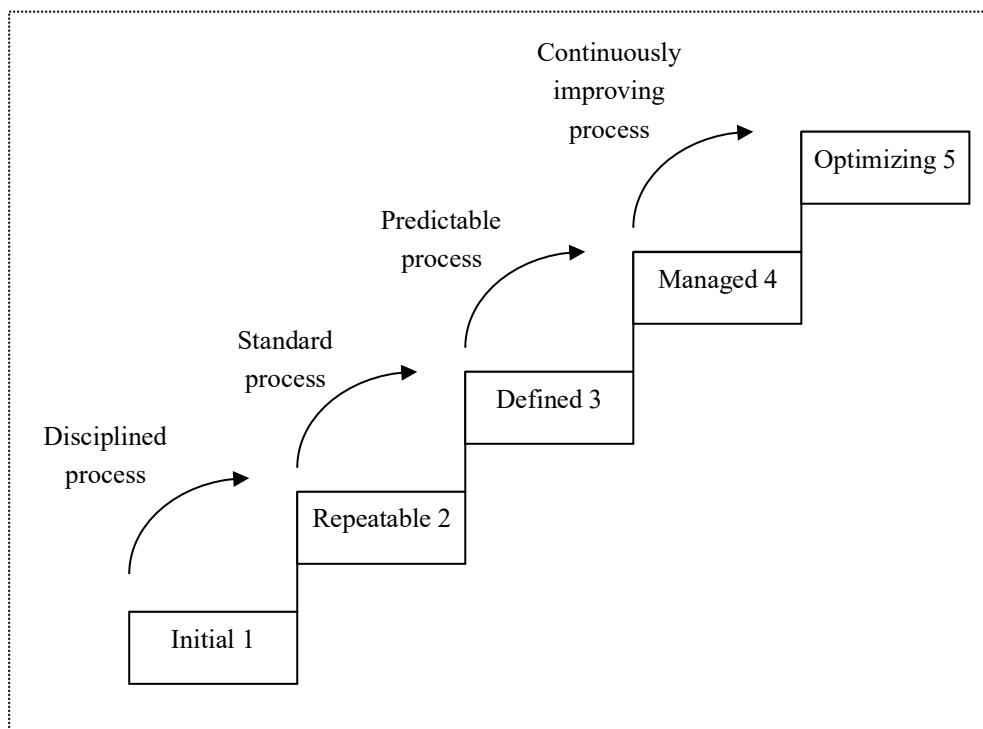 Continuously
improving
process
Optimizing 5
Predictable
process
Managed 4
Standard
process
Defined 3
Disciplined
process
Repeatable 2
Initial 1